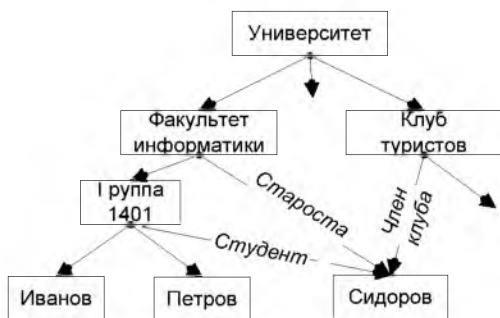 Университет
Факультет
информатики
Клуб
туристов
Группа
1401
Староста
Член
клуба
Студент
Иванов
Петров
Сидоров